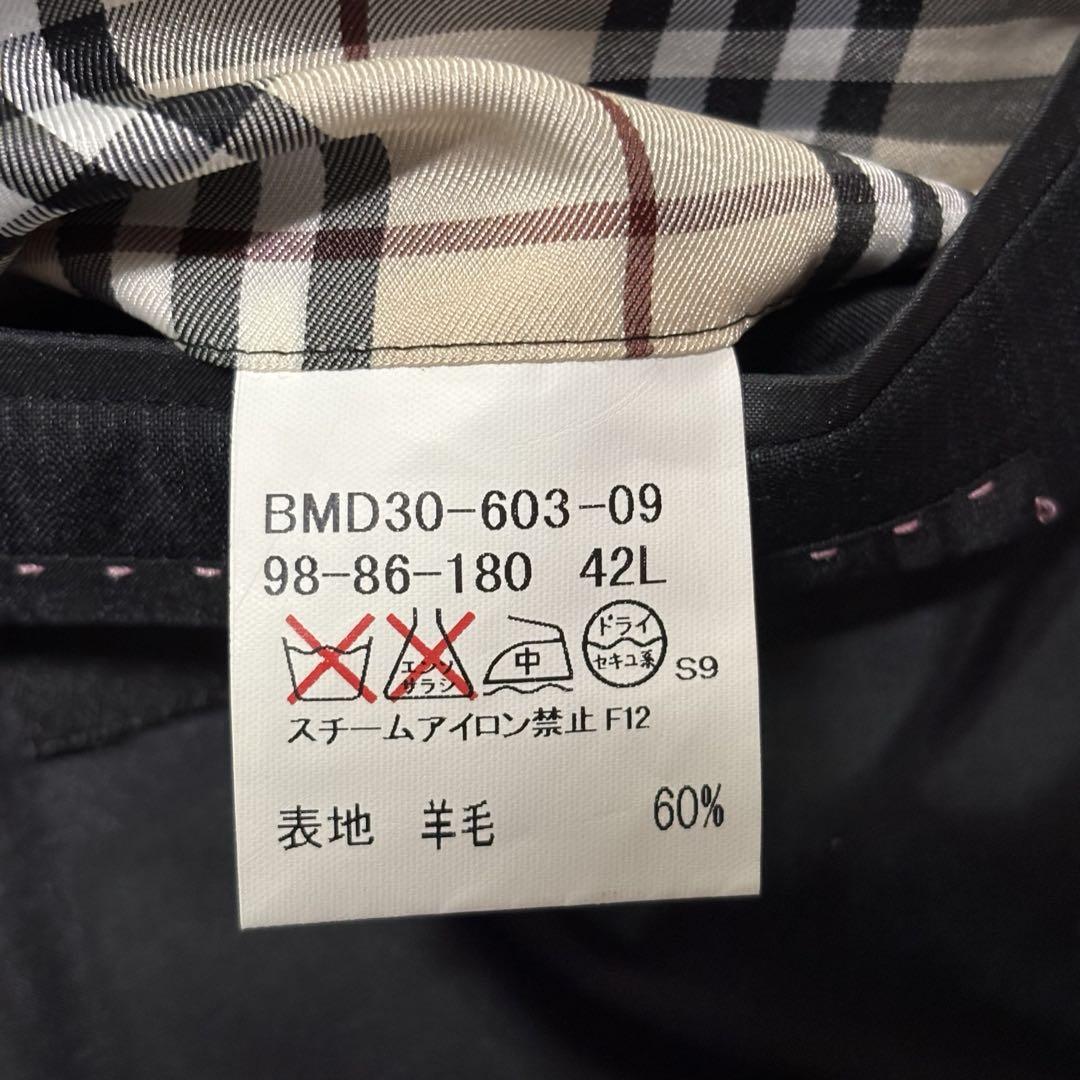 BMD30-603-09
98-86-180 42L
エンソ
サラシ
中
ドライ
セキユ系
S9
スチームアイロン禁止 F12
表地 羊毛 60%